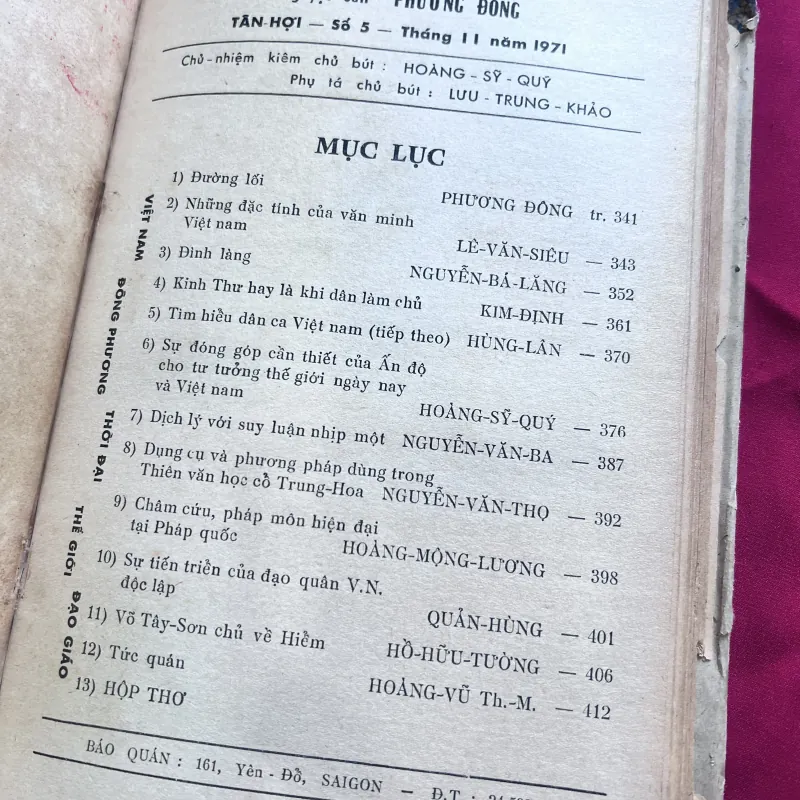 PHƯƠNG ĐÔNG
TÂN-HỢI — Số 5 — Tháng 11 năm 1971
Chủ-nhiệm kiêm chủ bút : HOÀNG - SỸ - QUÝ
Phụ tá chủ bút : LƯU - TRUNG - KHẢO
MỤC LỤC
1) Đường lối PHƯƠNG ĐÔNG tr. 341
2) Những đặc tính của văn minh
Việt nam LÊ-VĂN-SIÊU — 343
3) Đình làng NGUYỄN-BÁ-LĂNG — 352
4) Kinh Thư hay là khi dân làm chủ KIM-ĐỊNH — 361
5) Tìm hiểu dân ca Việt nam (tiếp theo) HÙNG-LÂN — 370
6) Sự đóng góp cần thiết của Ấn độ
cho tư tưởng thế giới ngày nay
và Việt nam HOÀNG-SỸ-QUÝ — 376
7) Dịch lý với suy luận nhịp một NGUYỄN-VĂN-BA — 387
8) Dụng cụ và phương pháp dùng trong
Thiên văn học cổ Trung-Hoa NGUYỄN-VĂN-THỌ — 392
9) Châm cứu, pháp môn hiện đại
tại Pháp quốc HOÀNG-MỘNG-LƯƠNG — 398
10) Sự tiến triển của đạo quân V.N.
độc lập QUẢN-HÙNG — 401
11) Võ Tây-Sơn chủ về Hiểm HỒ-HỮU-TƯỜNG — 406
12) Tức quán HOÀNG-VŨ Th.-M. — 412
13) HỘP THƠ
VIỆT NAM ĐÔNG PHƯƠNG THỜI ĐẠI THẾ GIỚI ĐẠO GIÁO
BÁO QUÁN : 161, Yên - Đổ, SAIGON — Đ.T :